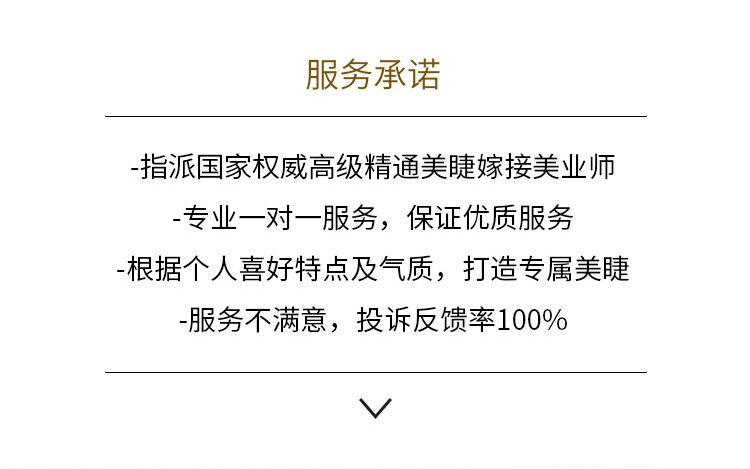 服务承诺
-指派国家权威高级精通美睫嫁接美业师
-专业一对一服务，保证优质服务
-根据个人喜好特点及气质，打造专属美睫
-服务不满意，投诉反馈率100%